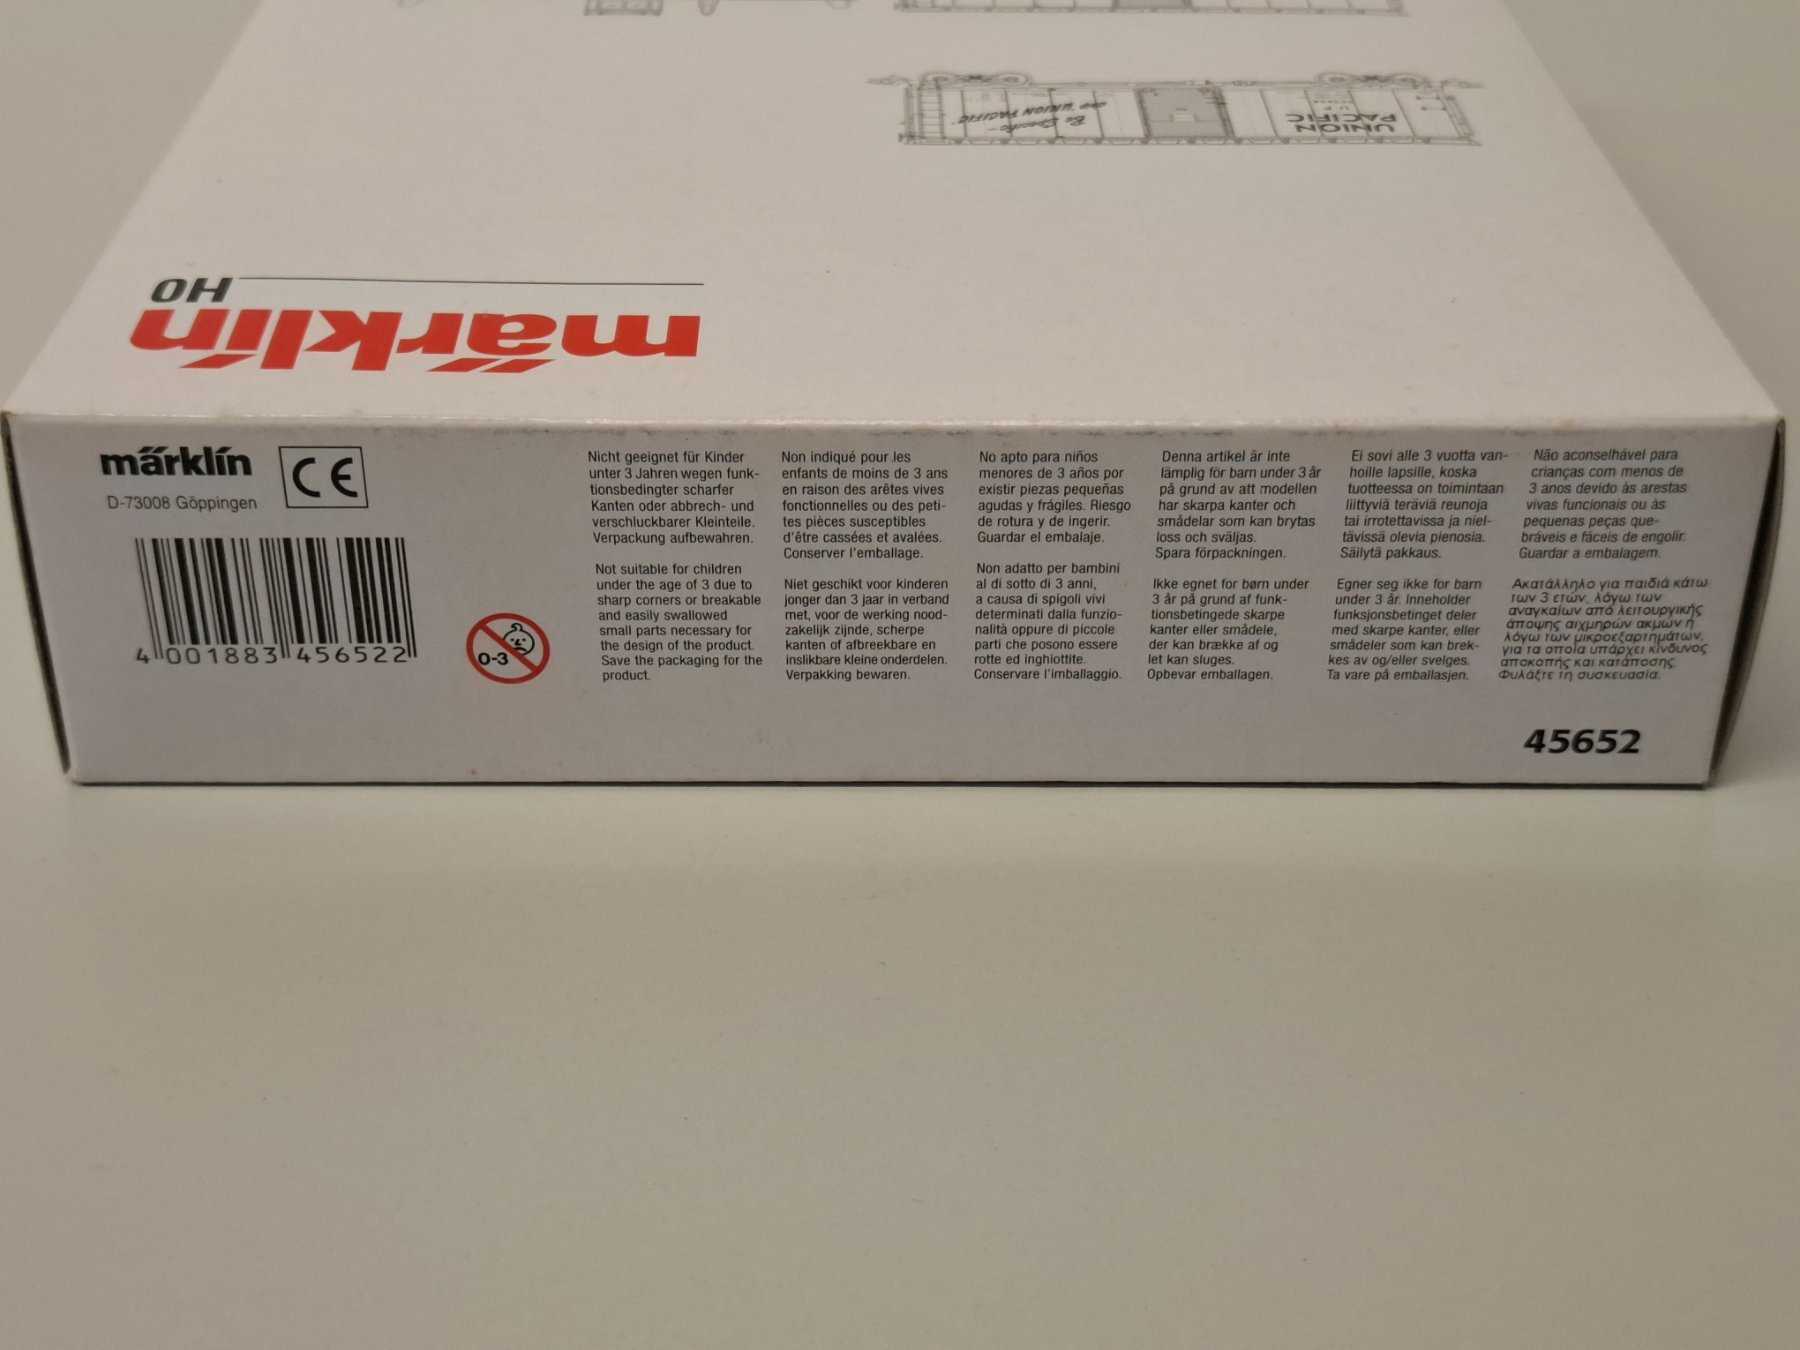 UNION
PACIFIC
U.P.
Be Specific –
UNION PACIFIC
H0
märklin
märklin
CE
D-73008 Göppingen
4 001883 456522
0-3
Nicht geeignet für Kinder
unter 3 Jahren wegen funk-
tionsbedingter scharfer
Kanten oder abbrech- und
verschluckbarer Kleinteile.
Verpackung aufbewahren.
Not suitable for children
under the age of 3 due to
sharp corners or breakable
and easily swallowed
small parts necessary for
the design of the product.
Save the packaging for the
product.
Non indiqué pour les
enfants de moins de 3 ans
en raison des arêtes vives
fonctionnelles ou des peti-
tes pièces susceptibles
d'être cassées et avalées.
Conserver l'emballage.
Niet geschikt voor kinderen
jonger dan 3 jaar in verband
met, voor de werking nood-
zakelijk zijnde, scherpe
kanten of afbreekbare en
inslikbare kleine onderdelen.
Verpakking bewaren.
No apto para niños
menores de 3 años por
existir piezas pequeñas
agudas y frágiles. Riesgo
de rotura y de ingerir.
Guardar el embalaje.
Non adatto per bambini
al di sotto di 3 anni,
a causa di spigoli vivi
determinati dalla funzio-
nalità oppure di piccole
parti che posono essere
rotte ed inghiottite.
Conservare l'imballaggio.
Denna artikel är inte
lämplig för barn under 3 år
på grund av att modellen
har skarpa kanter och
smådelar som kan brytas
loss och sväljas.
Spara förpackningen.
Ikke egnet for børn under
3 år på grund af funk-
tionsbetingede skarpe
kanter eller smådele,
der kan brække af og
let kan sluges.
Opbevar emballagen.
Ei sovi alle 3 vuotta van-
hoille lapsille, koska
tuotteessa on toimintaan
liittyviä teräviä reunoja
tai irrotettavissa ja niel-
tävissä olevia pienosia.
Säilytä pakkaus.
Egner seg ikke for barn
under 3 år. Inneholder
funksjonsbetinget deler
med skarpe kanter, eller
smådeler som kan brek-
kes av og/eller svelges.
Ta vare på emballasjen.
Não aconselhável para
crianças com menos de
3 anos devido às arestas
vivas funcionais ou às
pequenas peças que-
bráveis e fáceis de engolir.
Guardar a embalagem.
Ακατάλληλο για παιδιά κάτω
των 3 ετών, λόγω των
αναγκαίων από λειτουργικής
άποψης αιχμηρών ακμών ή
λόγω των μικροεξαρτημάτων,
για τα οποία υπάρχει κίνδυνος
αποκοπής και κατάποσης.
Φυλάξτε τη συσκευασία.
45652